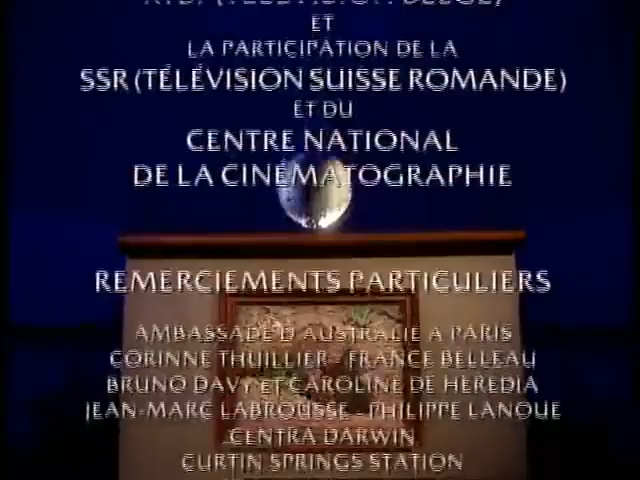 ET
LA PARTICIPATION DE LA
SSR (TÉLÉVISION SUISSE ROMANDE)
ET DU
CENTRE NATIONAL
DE LA CINÉMATOGRAPHIE
REMERCIEMENTS PARTICULIERS
AMBASSADE D'AUSTRALIE A PARIS
CORINNE THUILLIER - FRANCE BELLEAU
BRUNO DAVY ET CAROLINE DE HEREDIA
JEAN-MARC LABROUSSE - PHILIPPE LANOUE
CENTRA DARWIN
CURTIN SPRINGS STATION